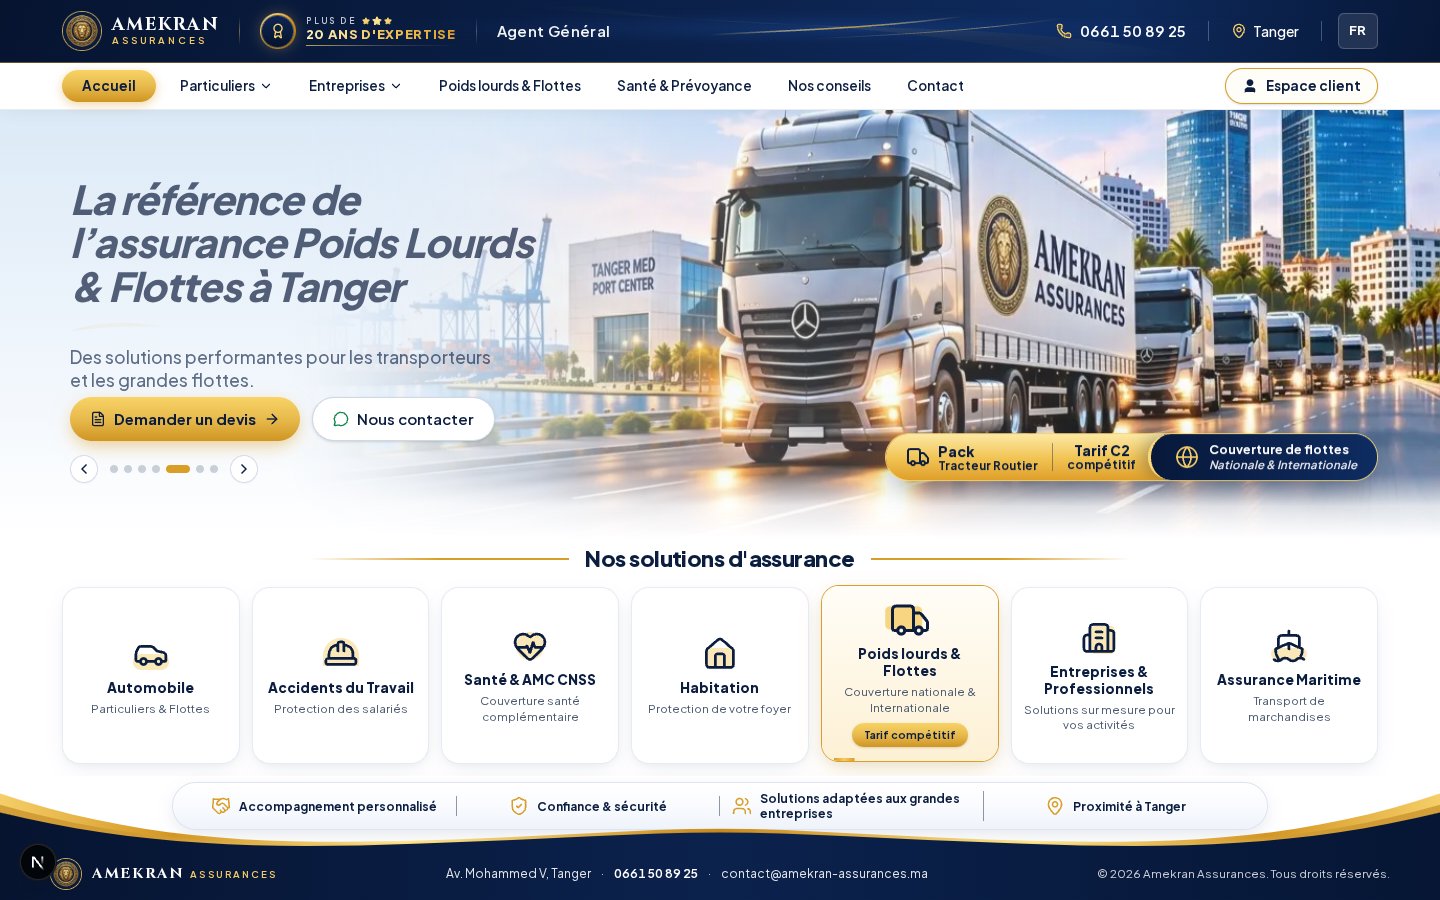 AMEKRAN
ASSURANCES
PLUS DE
20 ANS D'EXPERTISE
Agent Général
0661 50 89 25
Tanger
FR
Accueil
Particuliers
Entreprises
Poids lourds & Flottes
Santé & Prévoyance
Nos conseils
Contact
Espace client
La référence de
l’assurance Poids Lourds
& Flottes à Tanger
Des solutions performantes pour les transporteurs
et les grandes flottes.
Demander un devis
Nous contacter
TANGER MED
PORT CENTER
AMEKRAN
ASSURANCES
CITY CENTER
Pack
Tracteur Routier
Tarif C2
compétitif
Couverture de flottes
Nationale & Internationale
Nos solutions d'assurance
Automobile
Particuliers & Flottes
Accidents du Travail
Protection des salariés
Santé & AMC CNSS
Couverture santé
complémentaire
Habitation
Protection de votre foyer
Poids lourds &
Flottes
Couverture nationale &
Internationale
Tarif compétitif
Entreprises &
Professionnels
Solutions sur mesure pour
vos activités
Assurance Maritime
Transport de
marchandises
Accompagnement personnalisé
Confiance & sécurité
Solutions adaptées aux grandes
entreprises
Proximité à Tanger
N
AMEKRAN ASSURANCES
Av. Mohammed V, Tanger · 0661 50 89 25 · contact@amekran-assurances.ma
© 2026 Amekran Assurances. Tous droits réservés.